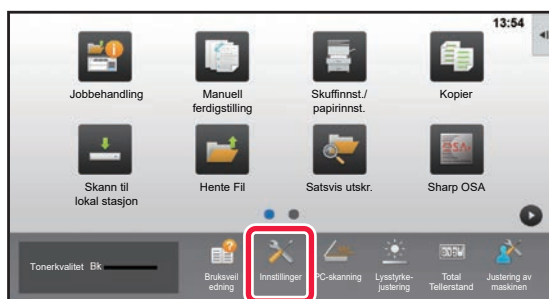 13:54
Jobbehandling
Manuell
ferdigstilling
Skuffinnst./
papirinnst.
Kopier
Skann til
lokal stasjon
Hente Fil
Satsvis utskr.
OSA
Sharp OSA
Tonerkvalitet Bk
Bruksveil
edning
Innstillinger
PC-skanning
Lysstyrke-
justering
Total
Tellerstand
Justering av
maskinen